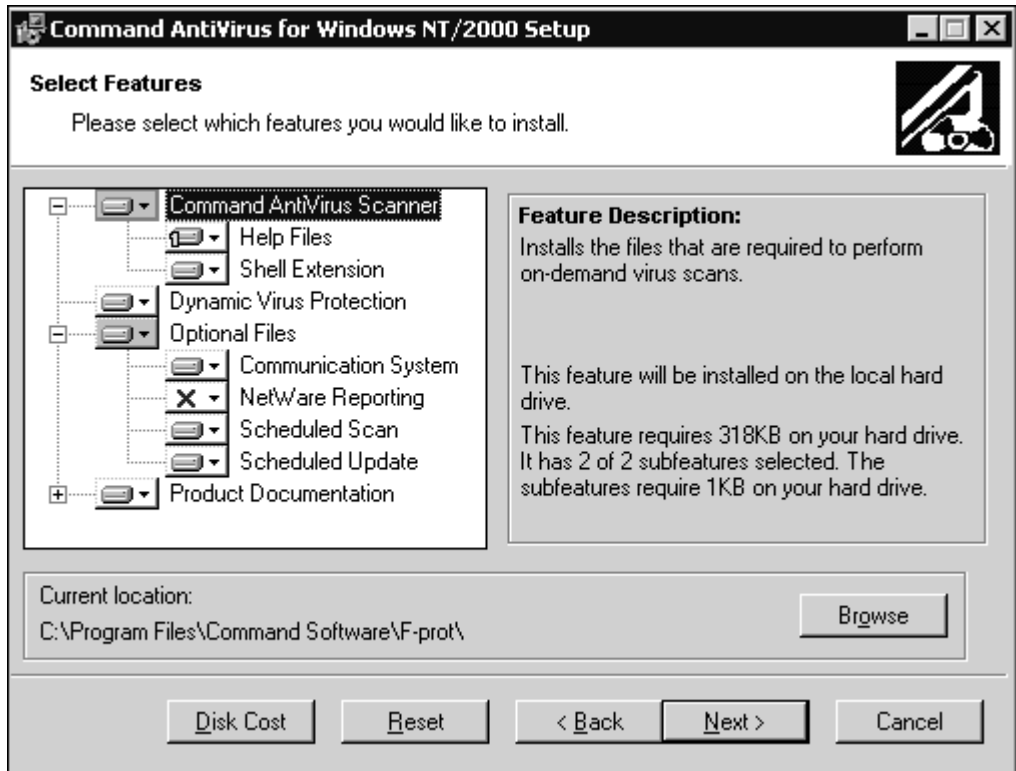 Command AntiVirus for Windows NT/2000 Setup
Select Features
Please select which features you would like to install.
Command AntiVirus Scanner
Help Files
Shell Extension
Dynamic Virus Protection
Optional Files
Communication System
NetWare Reporting
Scheduled Scan
Scheduled Update
Product Documentation
Feature Description:
Installs the files that are required to perform
on-demand virus scans.
This feature will be installed on the local hard
drive.
This feature requires 318KB on your hard drive.
It has 2 of 2 subfeatures selected. The
subfeatures require 1KB on your hard drive.
Current location:
C:\Program Files\Command Software\F-prot\
Browse
Disk Cost
Reset
< Back
Next >
Cancel